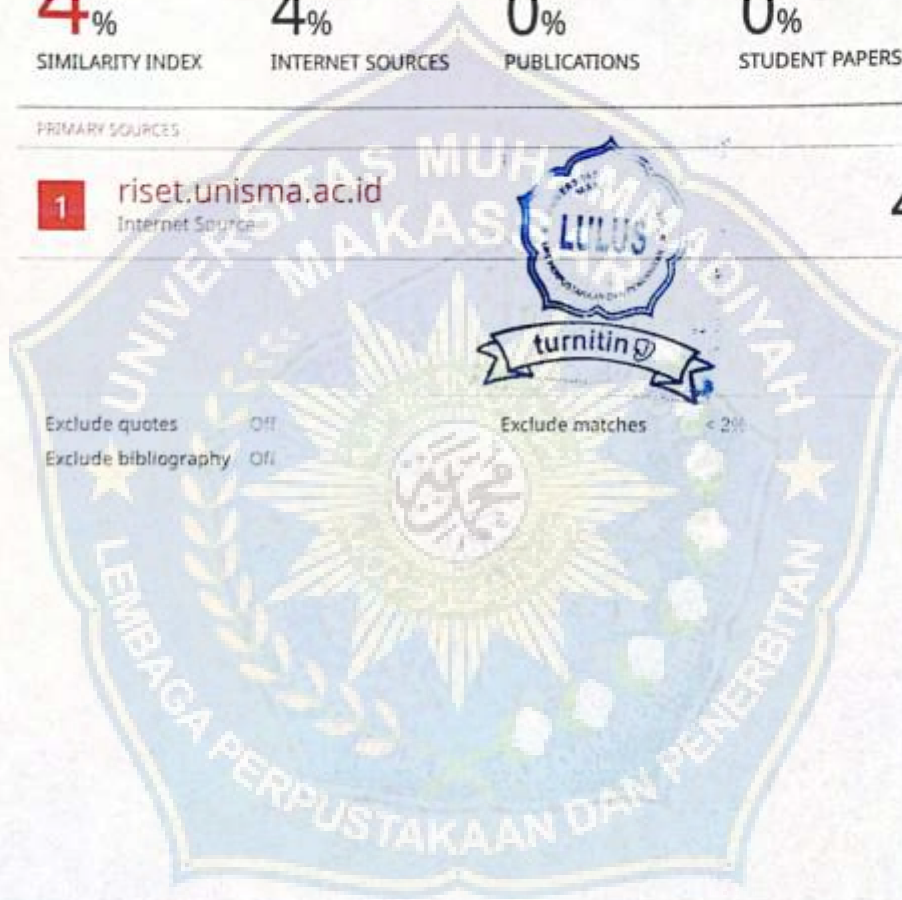 4% 4% 0% 0%
SIMILARITY INDEX INTERNET SOURCES PUBLICATIONS STUDENT PAPERS
PRIMARY SOURCES
1 riset.unisma.ac.id
Internet Source
LULUS
turnitin
Exclude quotes Off
Exclude matches < 2%
Exclude bibliography Off
UNIVERSITAS MUHAMMADIYAH
MAKASSAR
محمد
LEMBAGA PERPUSTAKAAN DAN PENERBITAN